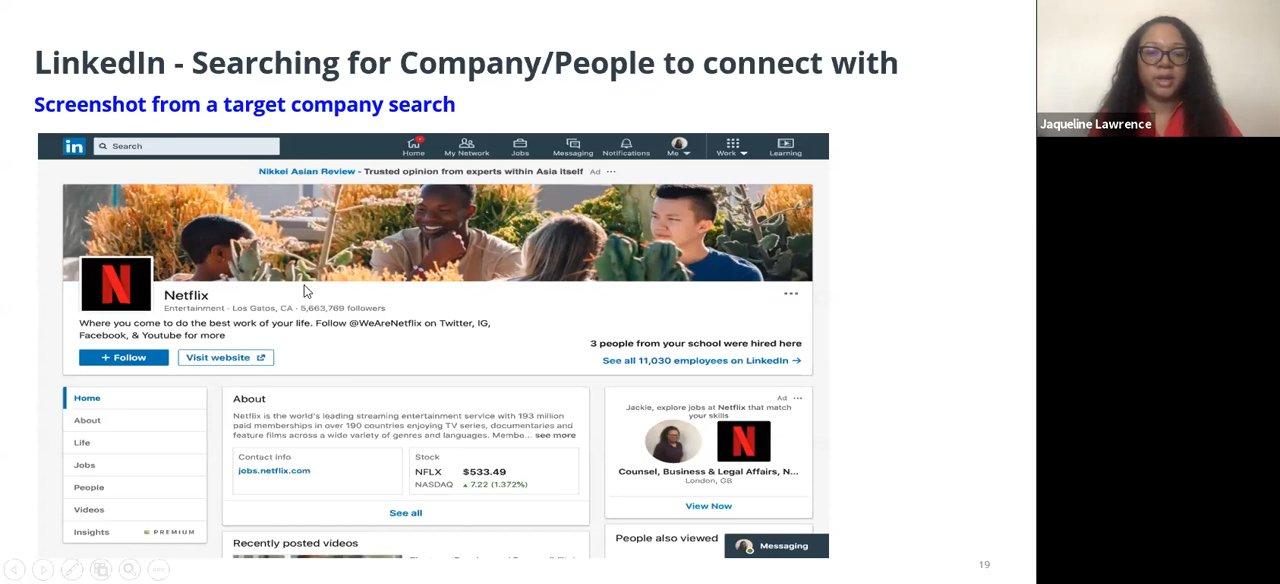 LinkedIn - Searching for Company/People to connect with
Screenshot from a target company search
in
Search
Home
My Network
Jobs
Messaging
Notifications
Me
Work
Learning
Nikkei Asian Review - Trusted opinion from experts within Asia itself Ad ...
N
Netflix
Entertainment · Los Gatos, CA · 5,663,769 followers
Where you come to do the best work of your life. Follow @WeAreNetflix on Twitter, IG,
Facebook, & Youtube for more
3 people from your school were hired here
+ Follow
Visit website
See all 11,030 employees on LinkedIn →
Home
About
Life
Jobs
People
Videos
Insights
PREMIUM
About
Netflix is the world's leading streaming entertainment service with 193 million
paid memberships in over 190 countries enjoying TV series, documentaries and
feature films across a wide variety of genres and languages. Membe... see more
Contact info
jobs.netflix.com
Stock
NFLX $533.49
NASDAQ ▲ 7.22 (1.372%)
See all
Recently posted videos
Ad ...
Jackie, explore jobs at Netflix that match
your skills
N
Counsel, Business & Legal Affairs, N...
London, GB
View Now
People also viewed
Messaging
19
Jaqueline Lawrence